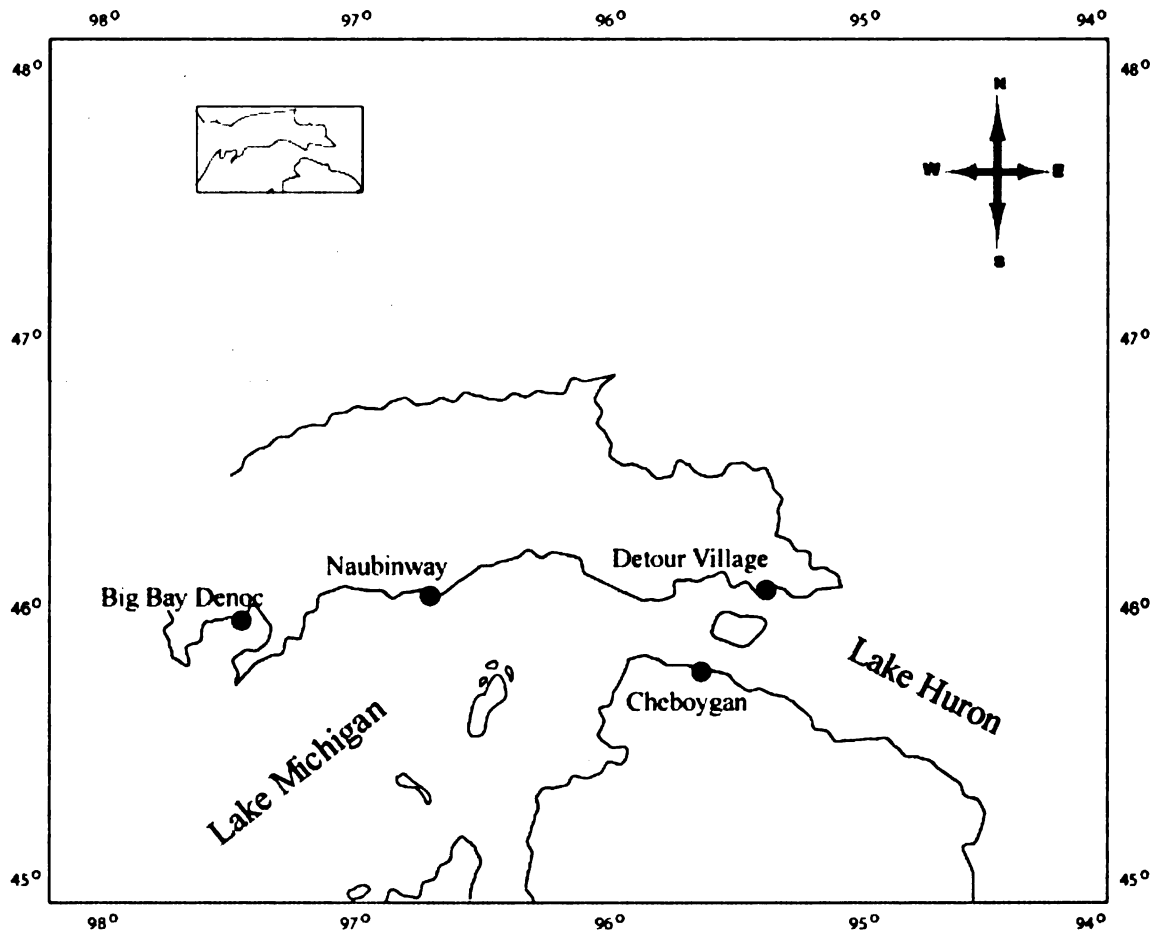 98° 97° 96° 95° 94°
48° 48°
N
W E
S
47° 47°
Detour Village
Naubinway
Big Bay Denoc
46° 46°
Lake Huron
Cheboygan
Lake Michigan
45° 45°
98° 97° 96° 95° 94°